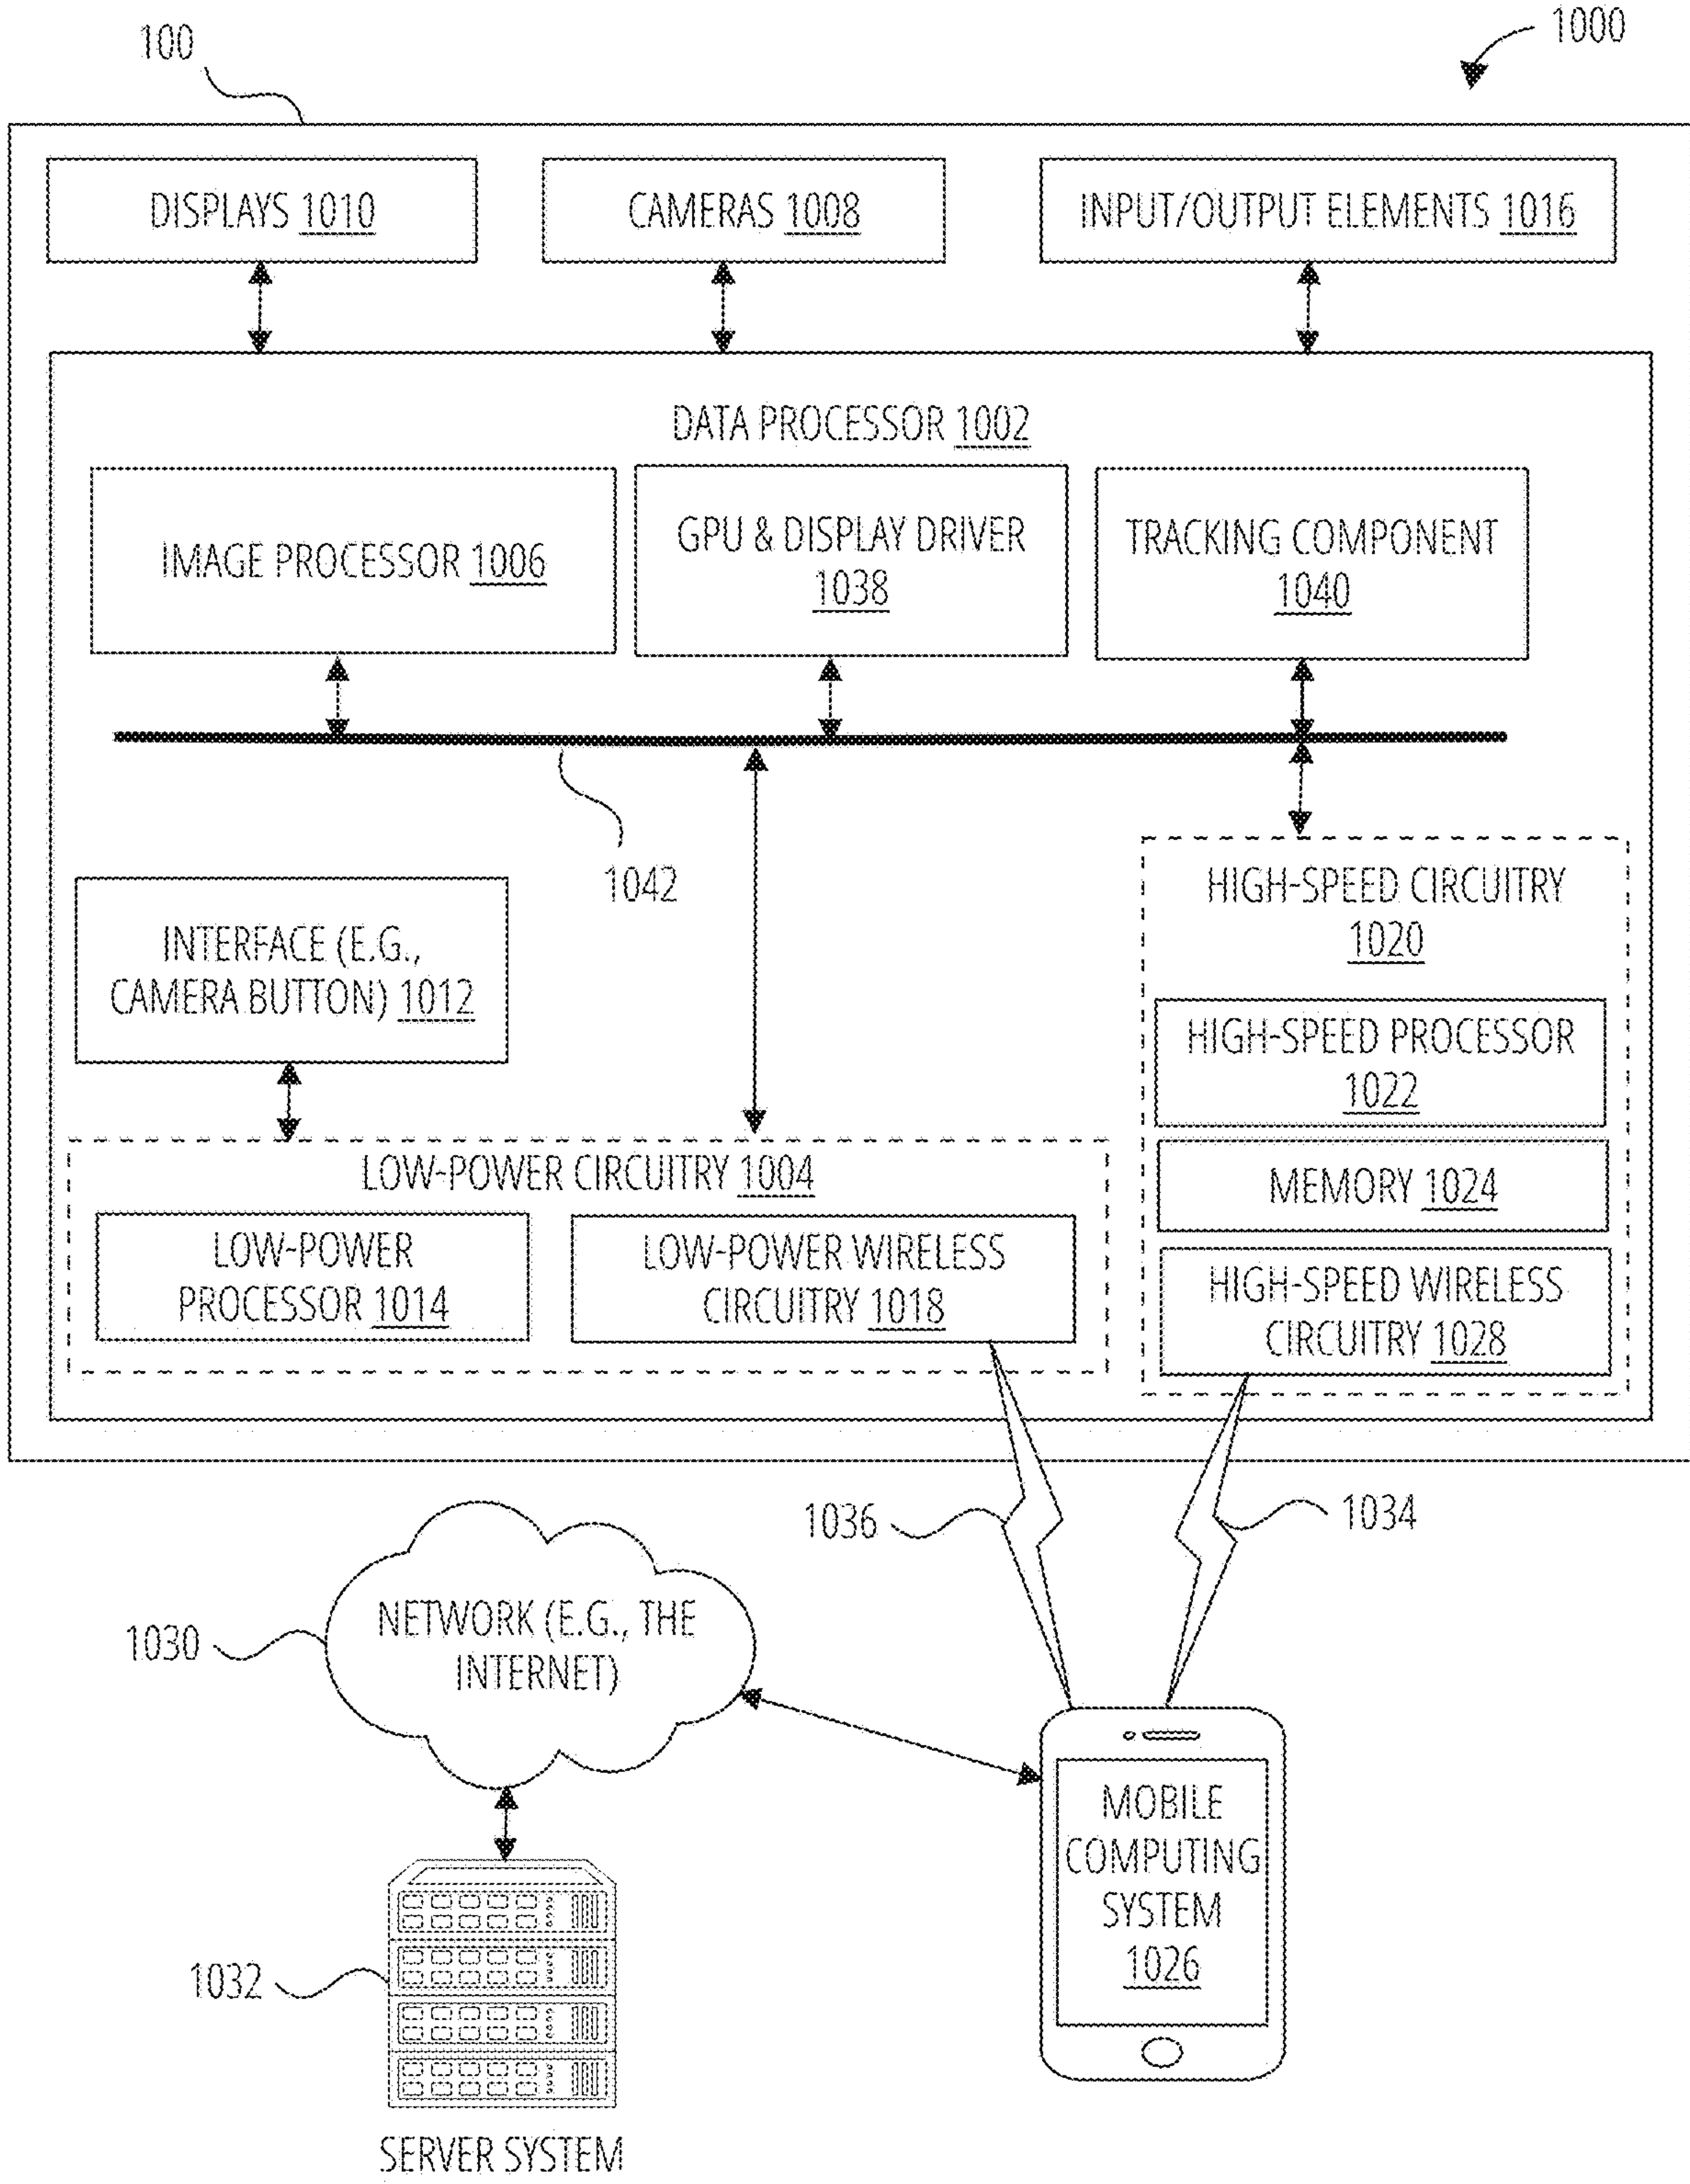 100
1000
DISPLAYS 1010
CAMERAS 1008
INPUT/OUTPUT ELEMENTS 1016
DATA PROCESSOR 1002
IMAGE PROCESSOR 1006
GPU & DISPLAY DRIVER
1038
TRACKING COMPONENT
1040
1042
INTERFACE (E.G.,
CAMERA BUTTON) 1012
HIGH-SPEED CIRCUITRY
1020
HIGH-SPEED PROCESSOR
1022
MEMORY 1024
HIGH-SPEED WIRELESS
CIRCUITRY 1028
LOW-POWER CIRCUITRY 1004
LOW-POWER
PROCESSOR 1014
LOW-POWER WIRELESS
CIRCUITRY 1018
1036
1034
1030
NETWORK (E.G., THE
INTERNET)
MOBILE
COMPUTING
SYSTEM
1026
1032
SERVER SYSTEM